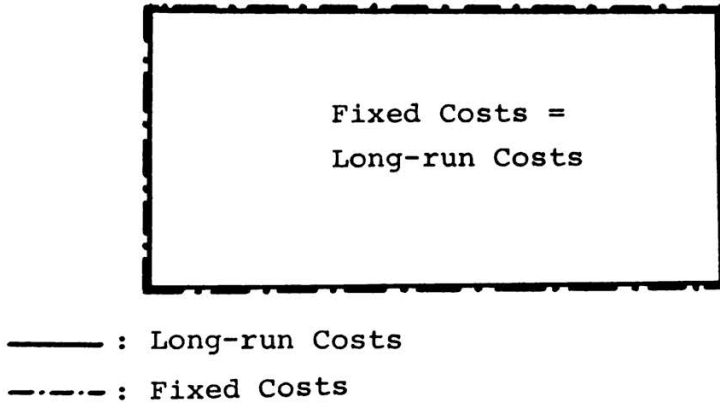 Fixed Costs =
Long-run Costs
: Long-run Costs
: Fixed Costs